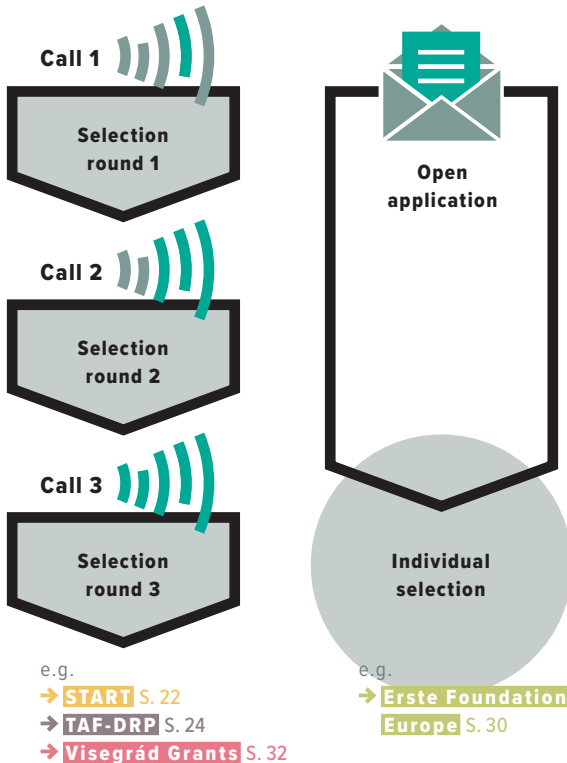 Call 1
Selection
round 1
Call 2
Selection
round 2
Call 3
Selection
round 3
e.g.
→ START S. 22
→ TAF-DRP S. 24
→ Visegrád Grants S. 32
Open
application
Individual
selection
e.g.
→ Erste Foundation
Europe S. 30